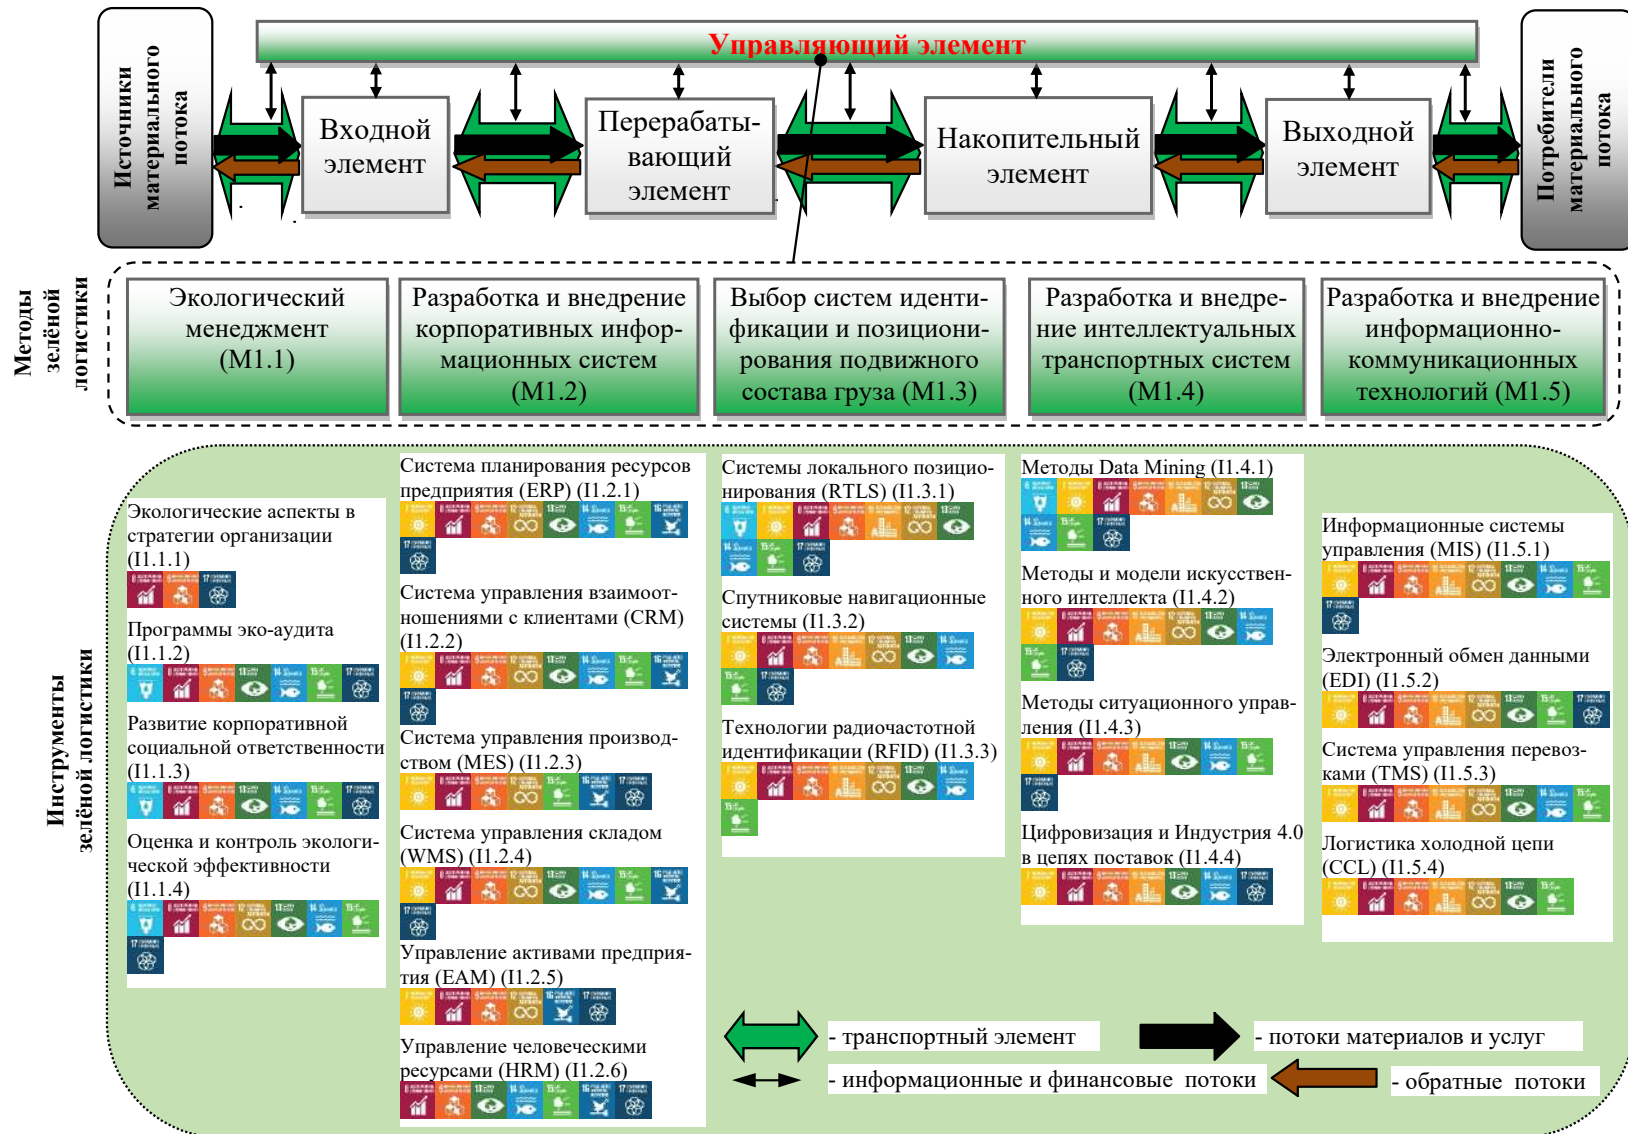 Управляющий элемент
Источники
материального
потока
Входной
элемент
Перерабаты-
вающий
элемент
Накопительный
элемент
Выходной
элемент
Потребители
материального
потока
Методы
зелёной
логистики
Экологический
менеджмент
(М1.1)
Разработка и внедрение
корпоративных инфор-
мационных систем
(М1.2)
Выбор систем иденти-
фикации и позициони-
рования подвижного
состава груза (М1.3)
Разработка и внедре-
ние интеллектуальных
транспортных систем
(М1.4)
Разработка и внедрение
информационно-
коммуникационных
технологий (М1.5)
Инструменты
зелёной логистики
Экологические аспекты в
стратегии организации
(I1.1.1)
Программы эко-аудита
(I1.1.2)
Развитие корпоративной
социальной ответственности
(I1.1.3)
Оценка и контроль экологи-
ческой эффективности
(I1.1.4)
Система планирования ресурсов
предприятия (ERP) (I1.2.1)
Система управления взаимоот-
ношениями с клиентами (CRM)
(I1.2.2)
Система управления производ-
ством (MES) (I1.2.3)
Система управления складом
(WMS) (I1.2.4)
Управление активами предприя-
тия (EAM) (I1.2.5)
Управление человеческими
ресурсами (HRM) (I1.2.6)
Системы локального позицио-
нирования (RTLS) (I1.3.1)
Спутниковые навигационные
системы (I1.3.2)
Технологии радиочастотной
идентификации (RFID) (I1.3.3)
Методы Data Mining (I1.4.1)
Методы и модели искусствен-
ного интеллекта (I1.4.2)
Методы ситуационного управ-
ления (I1.4.3)
Цифровизация и Индустрия 4.0
в цепях поставок (I1.4.4)
Информационные системы
управления (MIS) (I1.5.1)
Электронный обмен данными
(EDI) (I1.5.2)
Система управления перевоз-
ками (TMS) (I1.5.3)
Логистика холодной цепи
(CCL) (I1.5.4)
- транспортный элемент
- потоки материалов и услуг
- информационные и финансовые потоки
- обратные потоки